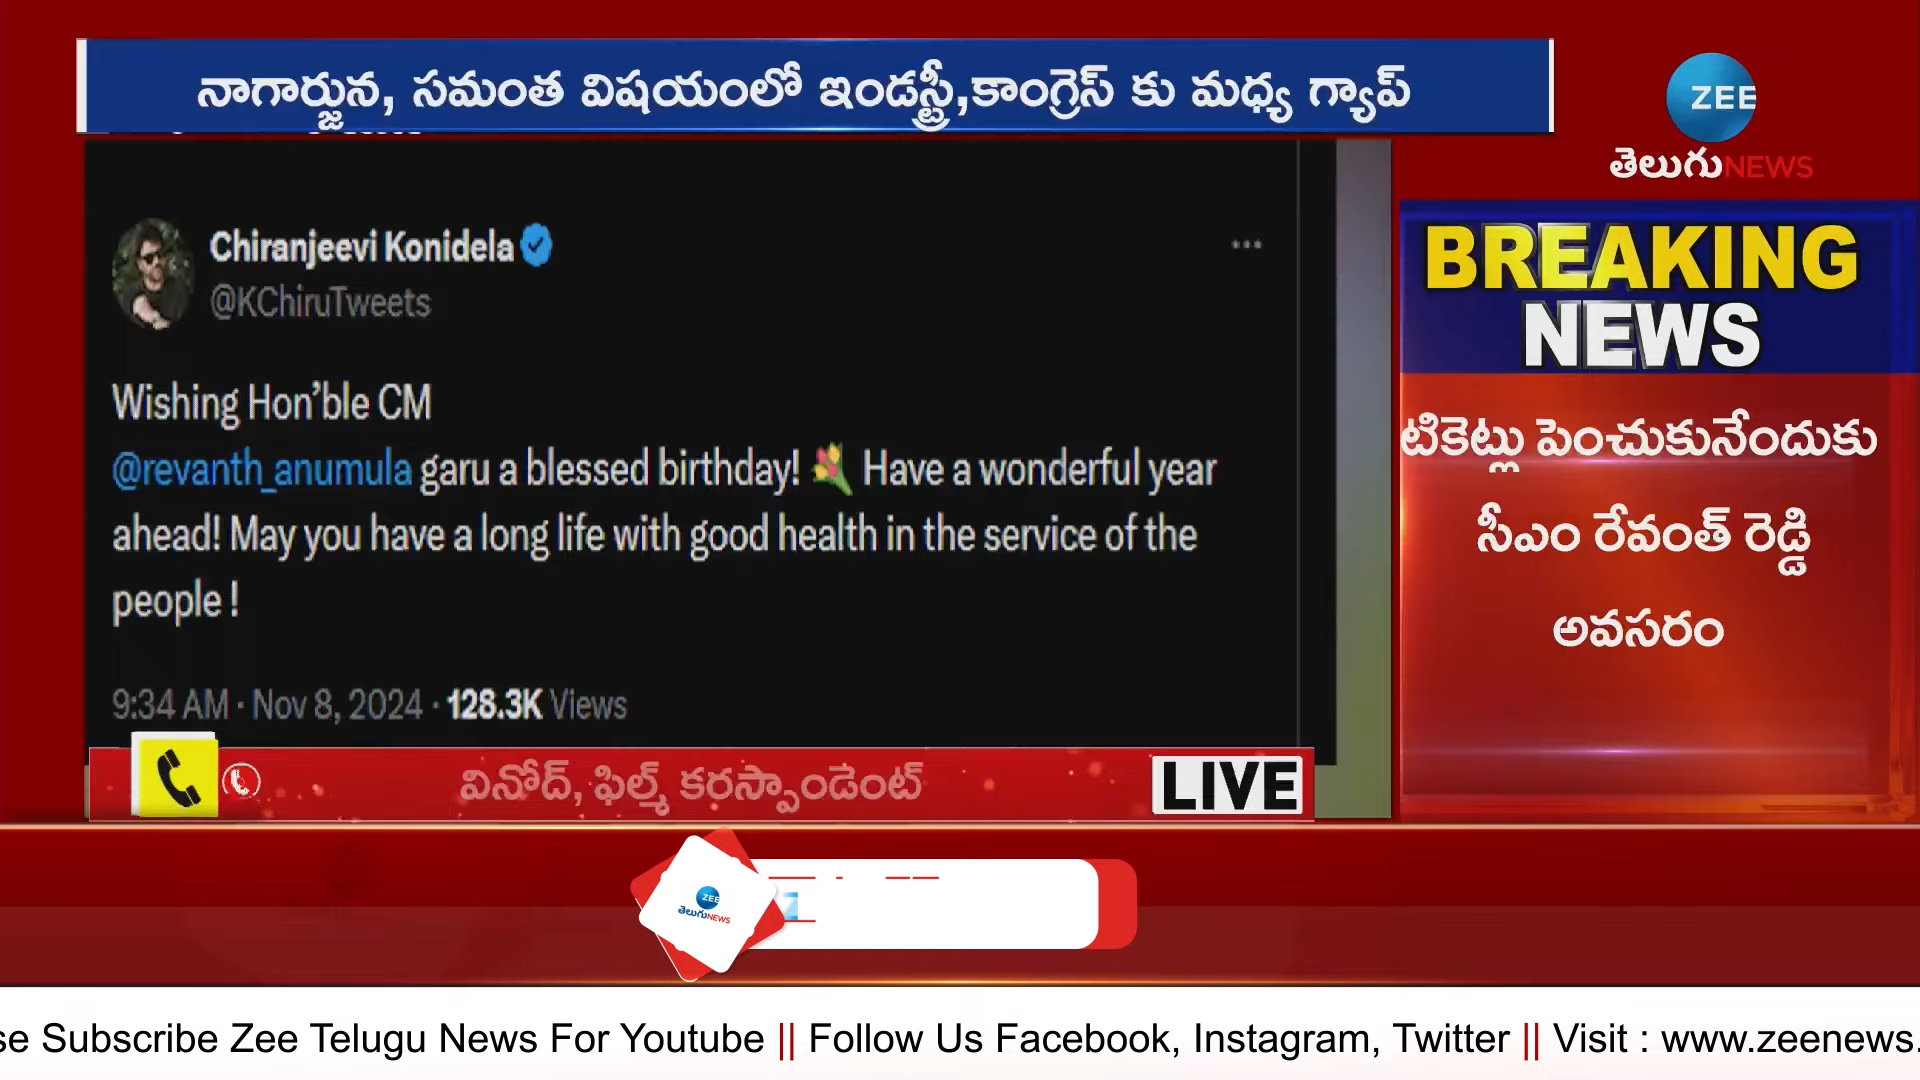 నాగార్జున, సమంత విషయంలో ఇండస్ట్రీ,కాంగ్రెస్ కు మధ్య గ్యాప్
ZEE
తెలుగుNEWS
Chiranjeevi Konidela
@KChiruTweets
Wishing Hon’ble CM
@revanth_anumula garu a blessed birthday! 💐 Have a wonderful year
ahead! May you have a long life with good health in the service of the
people !
9:34 AM · Nov 8, 2024 · 128.3K Views
BREAKING
NEWS
టికెట్లు పెంచుకునేందుకు
సీఎం రేవంత్ రెడ్డి
అవసరం
వినోద్, ఫిల్మ్ కరస్పాండెంట్
LIVE
ZEE
తెలుగుNEWS
se Subscribe Zee Telugu News For Youtube || Follow Us Facebook, Instagram, Twitter || Visit : www.zeenews.